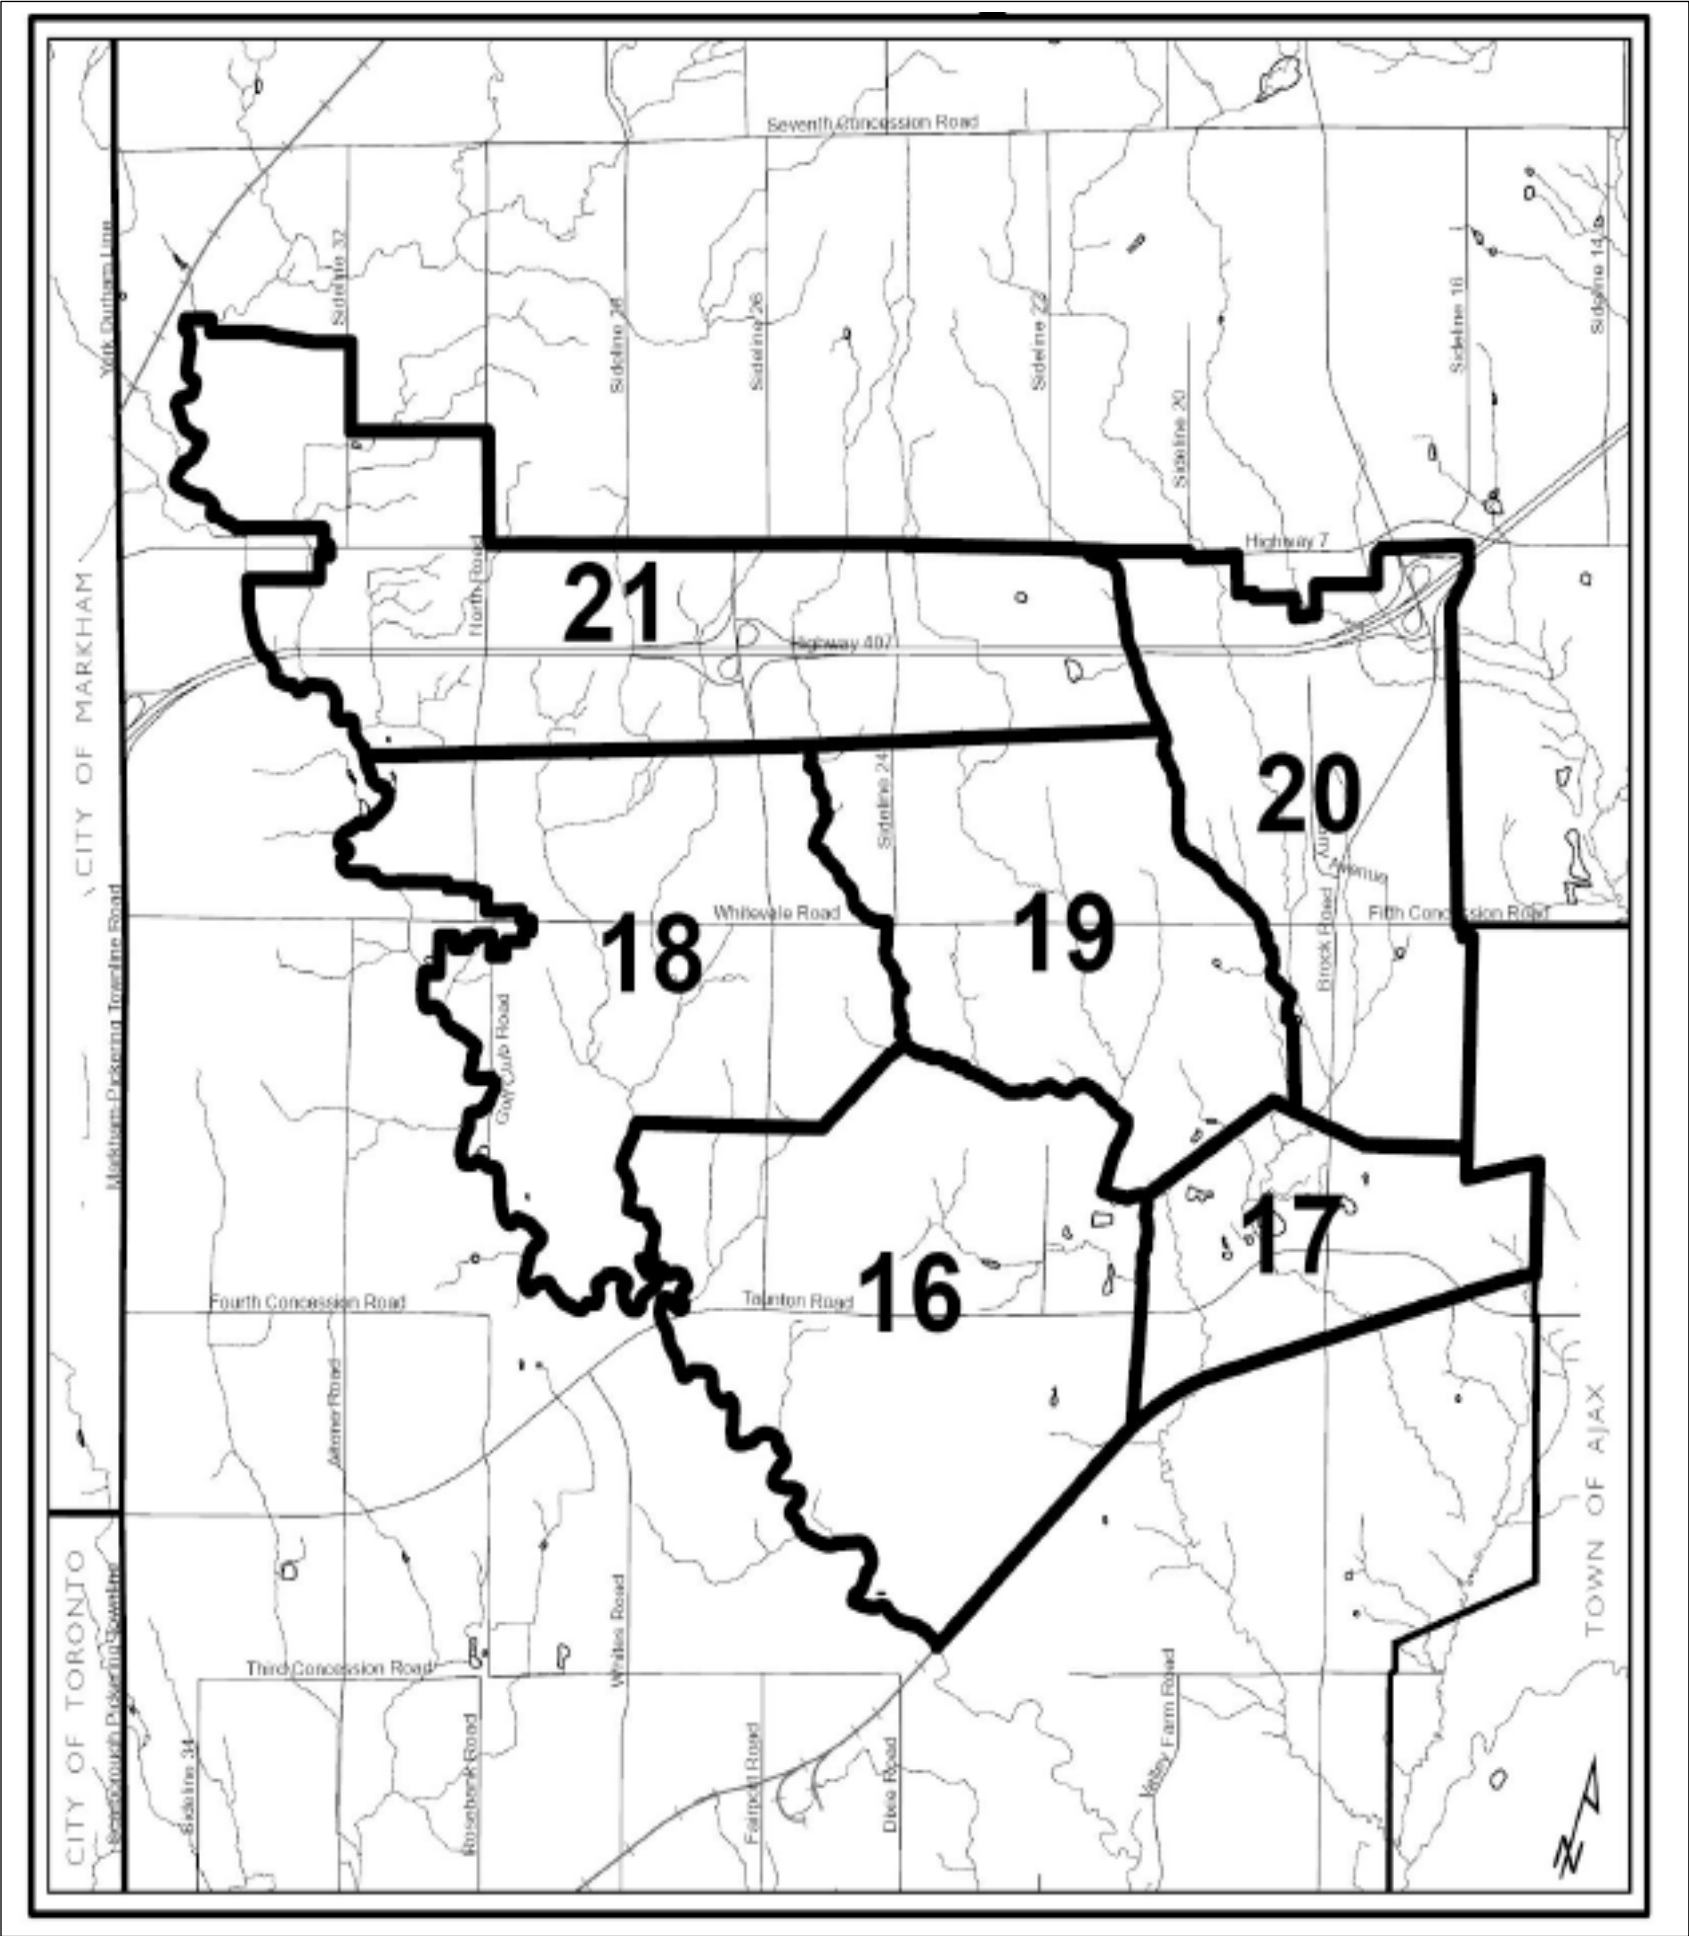 Seventh Concession Road
York Durham Line
Sideline 32
Sideline 28
Sideline 26
Sideline 22
Sideline 20
Sideline 16
Sideline 14
Highway 7
North Road
21
Highway 407
CITY OF MARKHAM
20
Sideline 24
Avenue
Whitevale Road
Fifth Concession Road
18
19
Brock Road
Markham-Pickering Townline Road
Golf Club Road
17
16
Fourth Concession Road
Taunton Road
Altona Road
TOWN OF AJAX
CITY OF TORONTO
Scarborough Pickering Townline
Whites Road
Third Concession Road
Valley Farm Road
Sideline 34
Rosebank Road
Fairport Road
Dixie Road
N